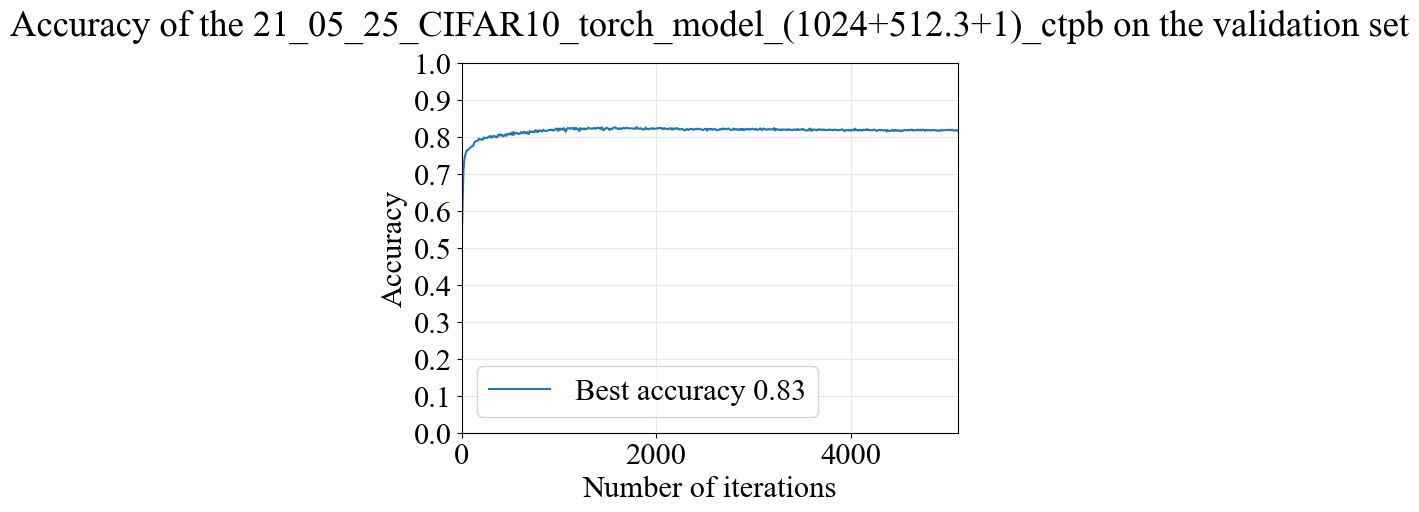 Accuracy of the 21_05_25_CIFAR10_torch_model_(1024+512.3+1)_ctpb on the validation set
1.0
0.9
0.8
0.7
0.6
0.5
0.4
0.3
0.2
0.1
0.0
Accuracy
Best accuracy 0.83
0 2000 4000
Number of iterations